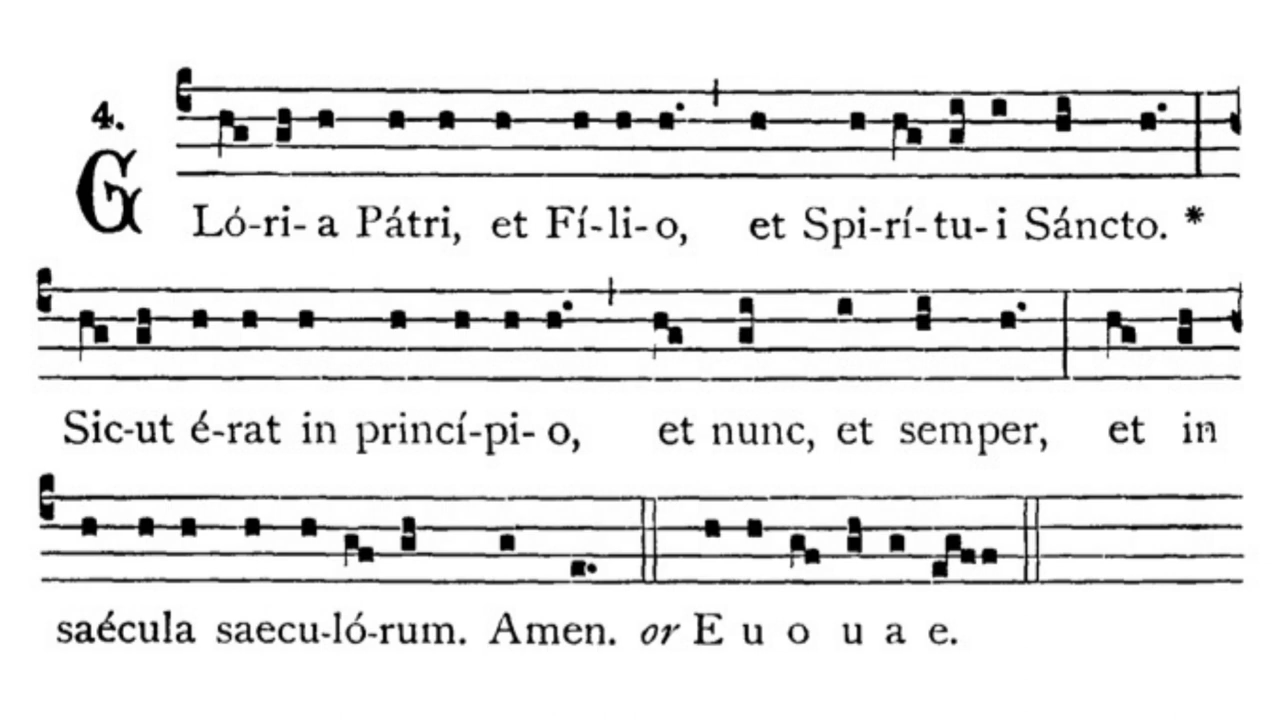 4.
GLó-ri-a Pátri, et Fí-li-o, et Spi-rí-tu-i Sáncto. *
Sic-ut é-rat in princí-pi-o, et nunc, et semper, et in
saécula saecu-ló-rum. Amen. or E u o u a e.